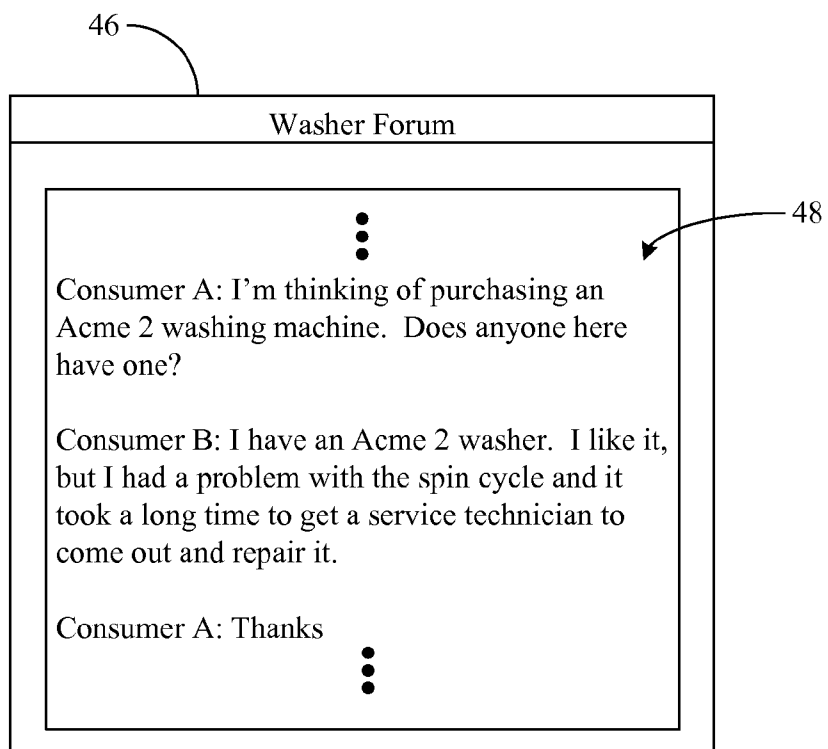 46
Washer Forum
48
Consumer A: I’m thinking of purchasing an
Acme 2 washing machine.  Does anyone here
have one?
Consumer B: I have an Acme 2 washer.  I like it,
but I had a problem with the spin cycle and it
took a long time to get a service technician to
come out and repair it.
Consumer A: Thanks